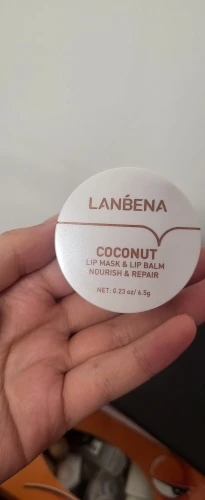 LANBENA
COCONUT
LIP MASK & LIP BALM
NOURISH & REPAIR
NET: 0.23 oz/ 6.5g